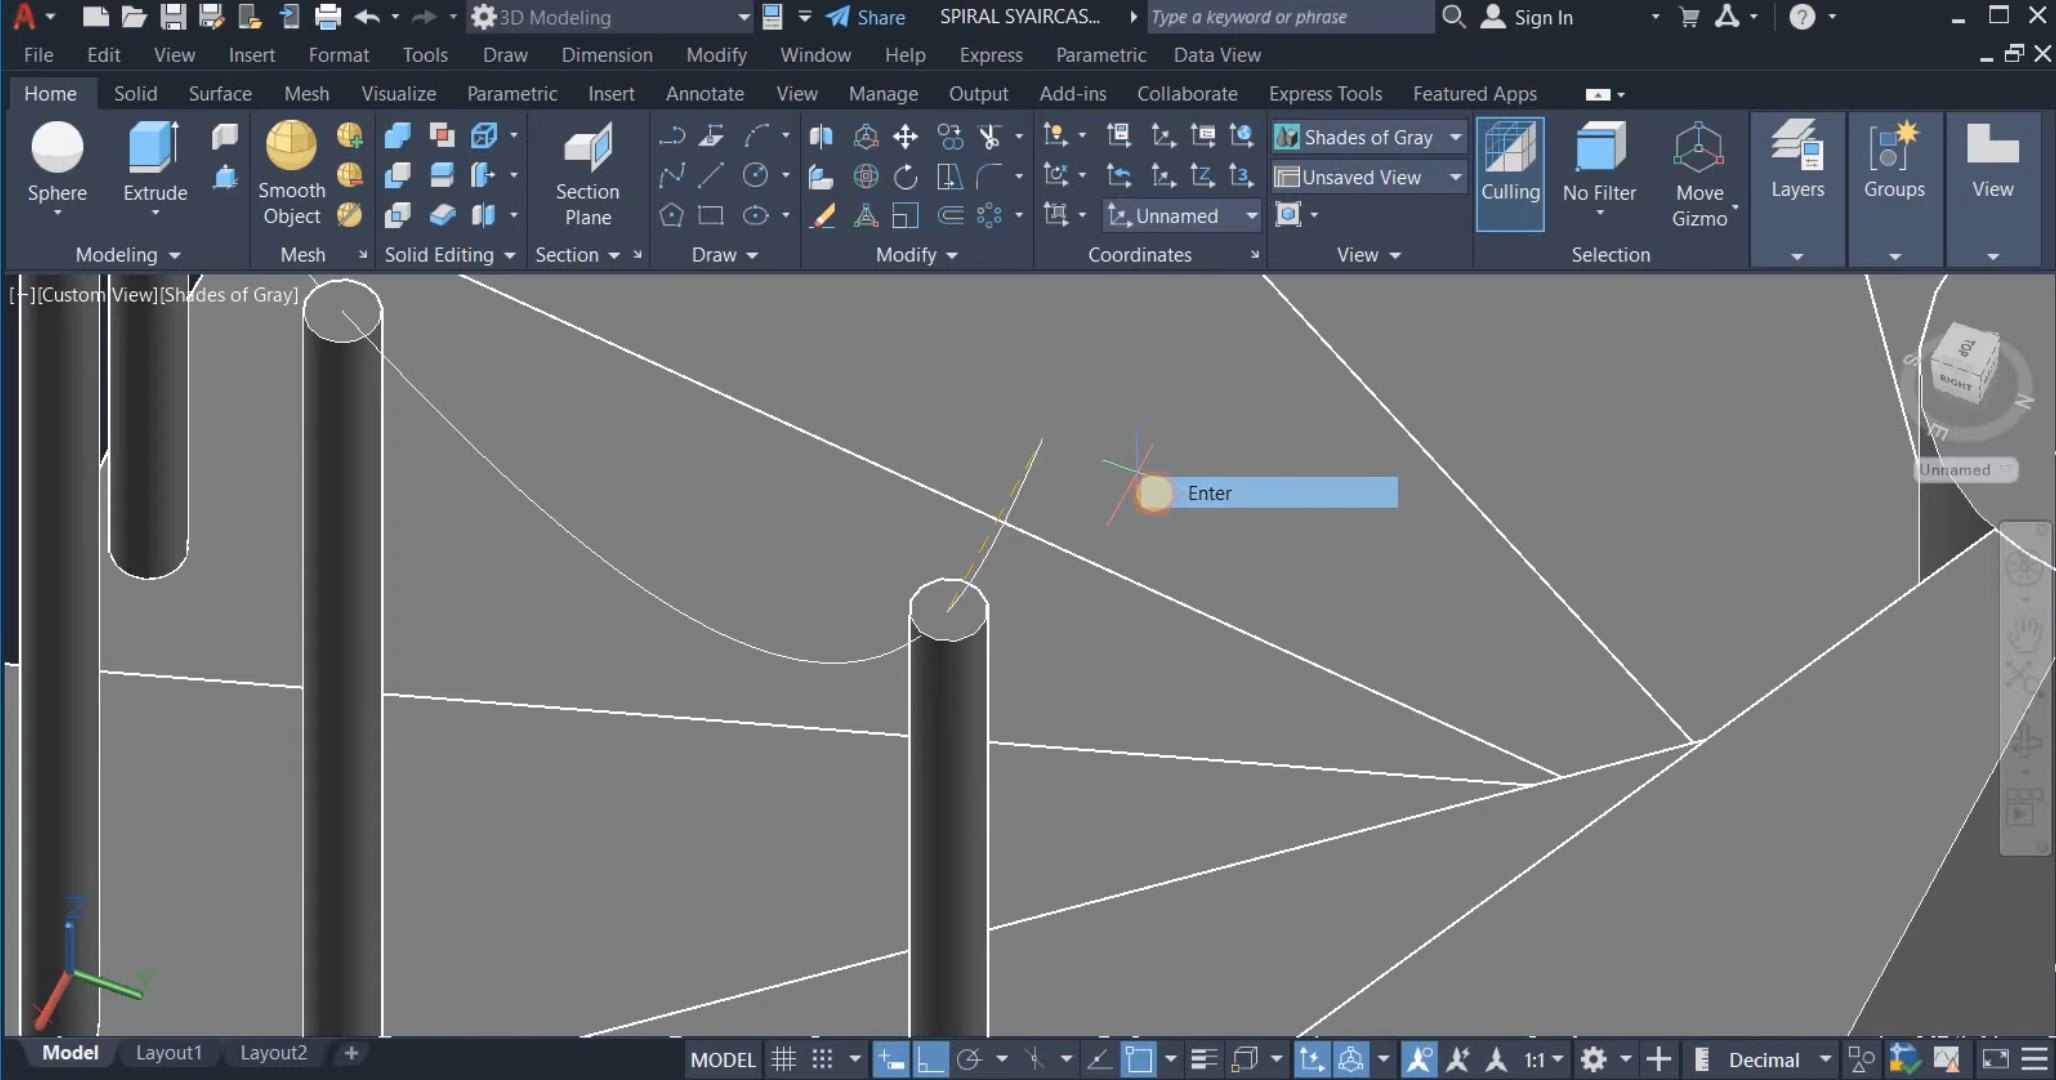 3D Modeling Share SPIRAL SYAIRCAS... Type a keyword or phrase Sign In
File Edit View Insert Format Tools Draw Dimension Modify Window Help Express Parametric Data View
Home Solid Surface Mesh Visualize Parametric Insert Annotate View Manage Output Add-ins Collaborate Express Tools Featured Apps
Sphere Extrude
Smooth Object
Section Plane
Unnamed
Shades of Gray
Unsaved View
Culling
No Filter
Move Gizmo
Layers
Groups
View
Modeling Mesh Solid Editing Section Draw Modify Coordinates View Selection
[−][Custom View][Shades of Gray]
TOP
RIGHT
S
N
E
Unnamed
Enter
Z
Y
X
Model Layout1 Layout2 +
MODEL 1:1 Decimal